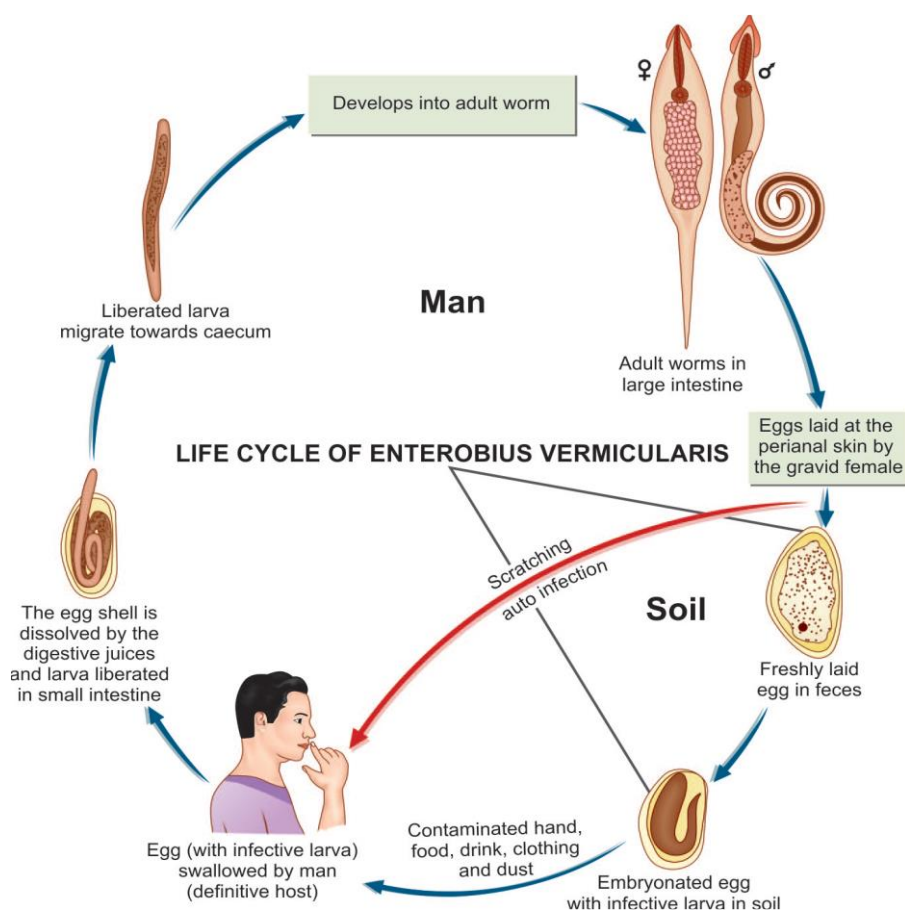 Develops into adult worm
♀
♂
Liberated larva
migrate towards caecum
Man
Adult worms in
large intestine
LIFE CYCLE OF ENTEROBIUS VERMICULARIS
Eggs laid at the
perianal skin by
the gravid female
Scratching
auto infection
Soil
The egg shell is
dissolved by the
digestive juices
and larva liberated
in small intestine
Freshly laid
egg in feces
Contaminated hand,
food, drink, clothing
and dust
Egg (with infective larva)
swallowed by man
(definitive host)
Embryonated egg
with infective larva in soil